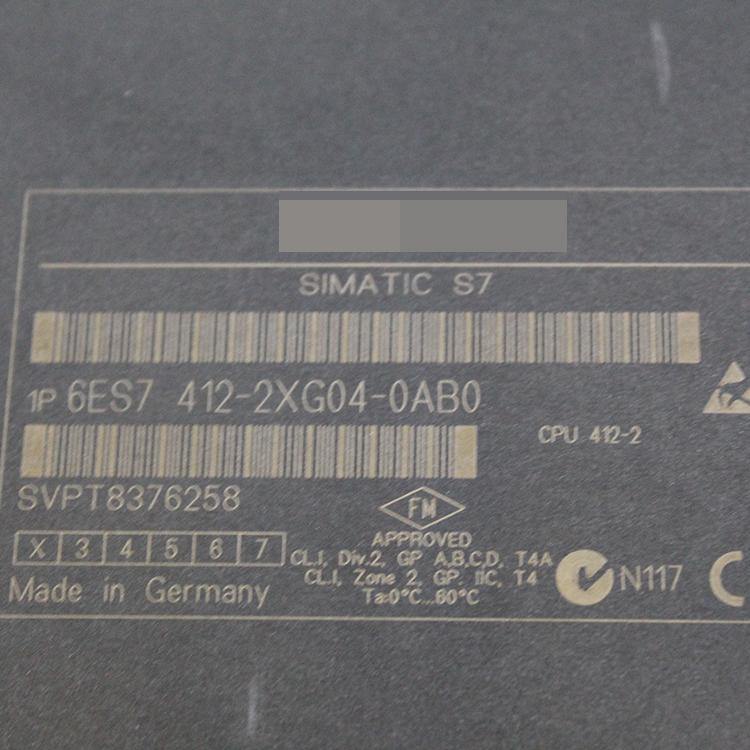 SIMATIC S7
1P 6ES7 412-2XG04-0AB0
CPU 412-2
SVPT8376258
FM
APPROVED
X 3 4 5 6 7
CL.I, Div.2, GP A,B,C,D, T4A
CL.I, Zone 2, GP. IIC, T4
Ta:0°C...60°C
N117
Made in Germany